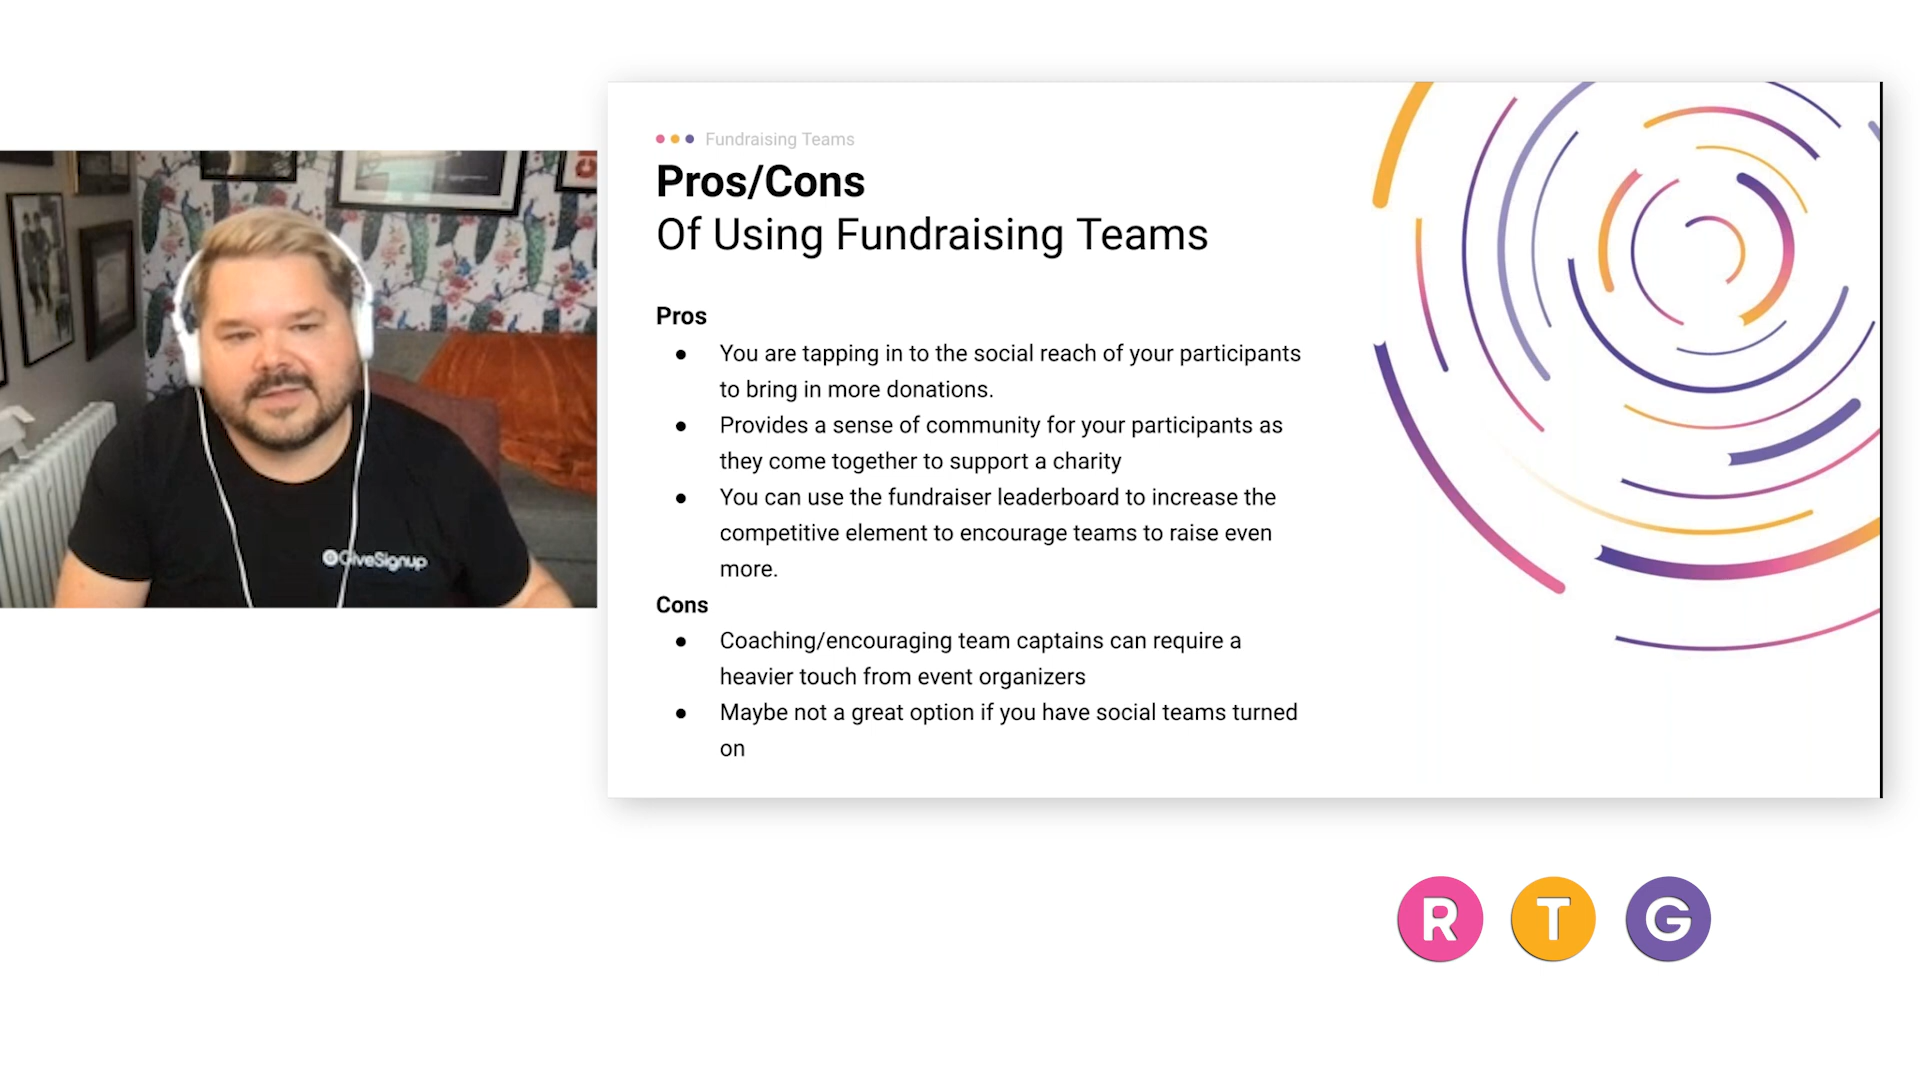 Fundraising Teams
Pros/Cons
Of Using Fundraising Teams
Pros
● You are tapping in to the social reach of your participants
to bring in more donations.
● Provides a sense of community for your participants as
they come together to support a charity
● You can use the fundraiser leaderboard to increase the
competitive element to encourage teams to raise even
more.
Cons
● Coaching/encouraging team captains can require a
heavier touch from event organizers
● Maybe not a great option if you have social teams turned
on
GiveSignup
R T G